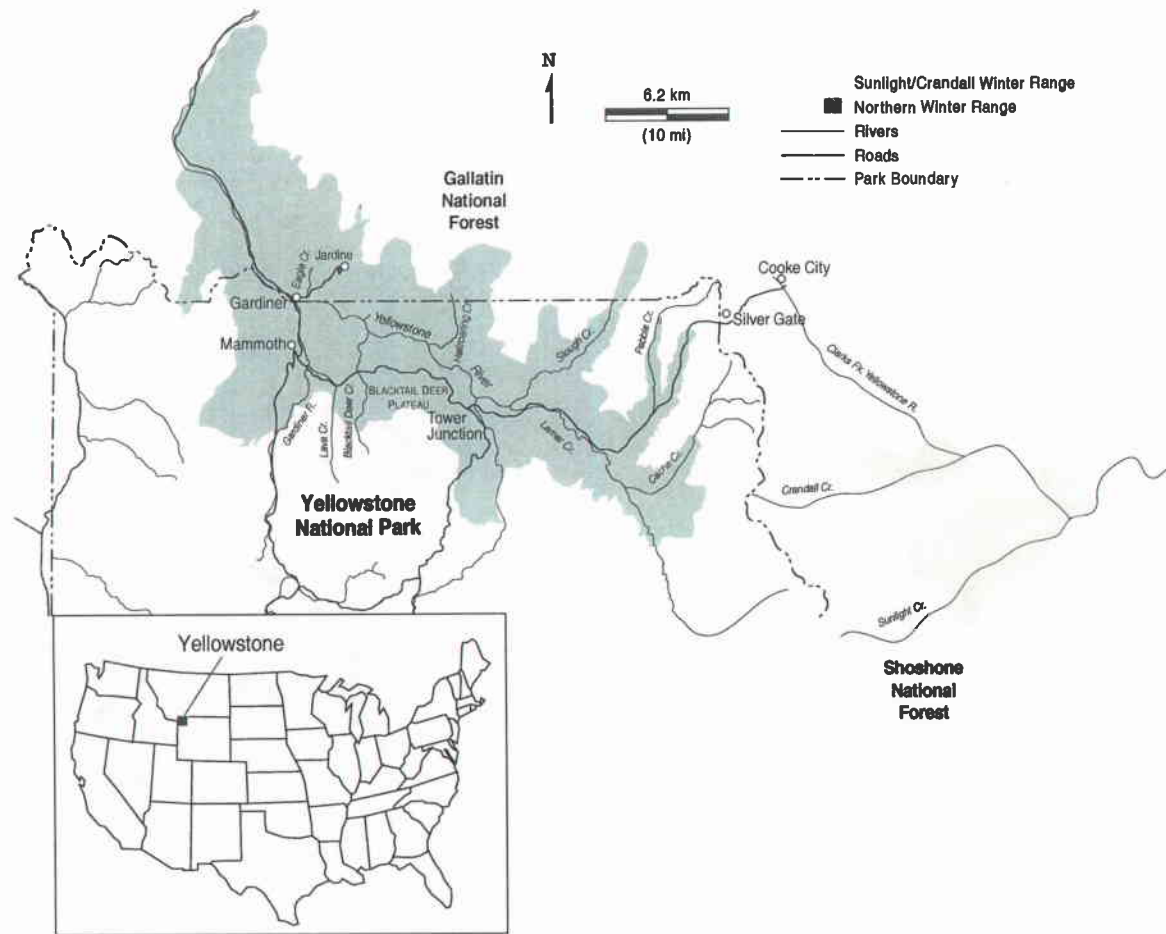 N
6.2 km
(10 mi)
Sunlight/Crandall Winter Range
Northern Winter Range
Rivers
Roads
Park Boundary
Gallatin
National
Forest
Eagle Cr.
Jardine
Gardiner
Cooke City
Silver Gate
Yellowstone
River
Hellroaring Cr.
Slough Cr.
Pebble Cr.
Mammoth
Clarks Fk. Yellowstone R.
BLACKTAIL DEER
PLATEAU
Gardiner R.
Lava Cr.
Blacktail Deer Cr.
Tower
Junction
Lamar Cr.
Cache Cr.
Crandall Cr.
Yellowstone
National Park
Sunlight Cr.
Shoshone
National
Forest
Yellowstone